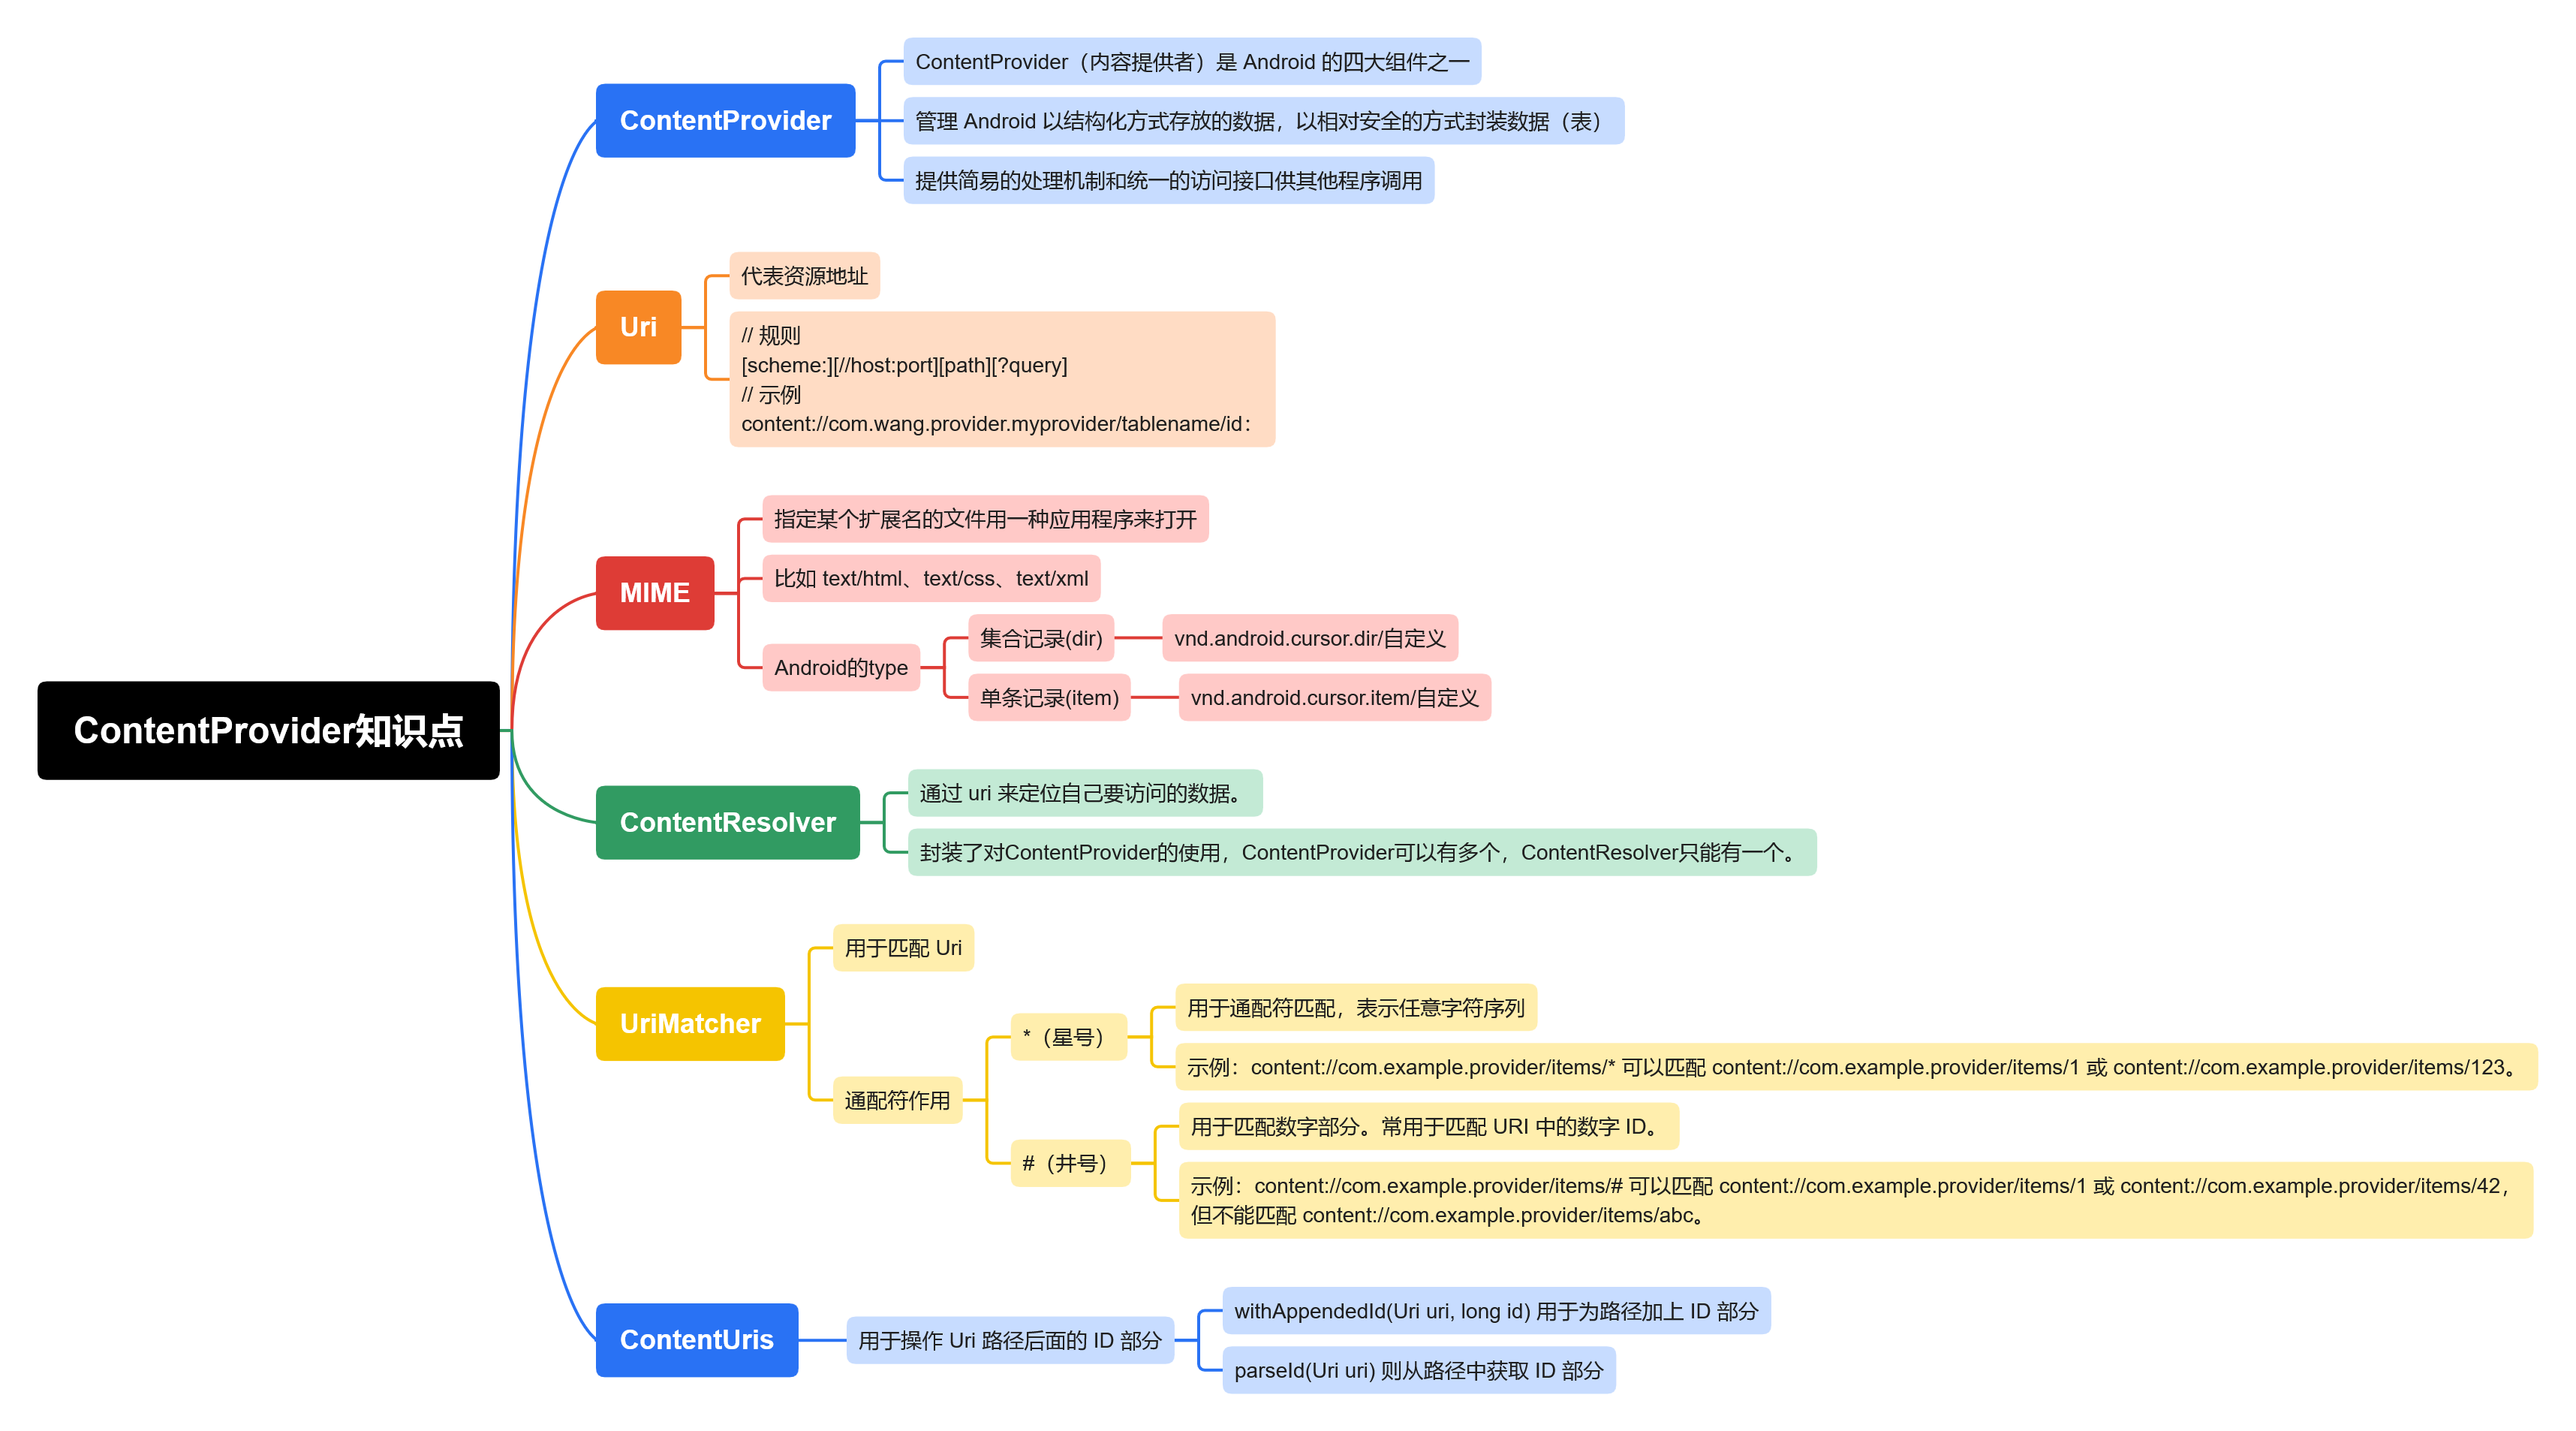 ContentProvider知识点
ContentProvider
ContentProvider（内容提供者）是 Android 的四大组件之一
管理 Android 以结构化方式存放的数据，以相对安全的方式封装数据（表）
提供简易的处理机制和统一的访问接口供其他程序调用
Uri
代表资源地址
// 规则
[scheme:][//host:port][path][?query]
// 示例
content://com.wang.provider.myprovider/tablename/id：
MIME
指定某个扩展名的文件用一种应用程序来打开
比如 text/html、text/css、text/xml
Android的type
集合记录(dir)
vnd.android.cursor.dir/自定义
单条记录(item)
vnd.android.cursor.item/自定义
ContentResolver
通过 uri 来定位自己要访问的数据。
封装了对ContentProvider的使用，ContentProvider可以有多个，ContentResolver只能有一个。
UriMatcher
用于匹配 Uri
通配符作用
*（星号）
用于通配符匹配，表示任意字符序列
示例：content://com.example.provider/items/* 可以匹配 content://com.example.provider/items/1 或 content://com.example.provider/items/123。
#（井号）
用于匹配数字部分。常用于匹配 URI 中的数字 ID。
示例：content://com.example.provider/items/# 可以匹配 content://com.example.provider/items/1 或 content://com.example.provider/items/42，
但不能匹配 content://com.example.provider/items/abc。
ContentUris
用于操作 Uri 路径后面的 ID 部分
withAppendedId(Uri uri, long id) 用于为路径加上 ID 部分
parseId(Uri uri) 则从路径中获取 ID 部分